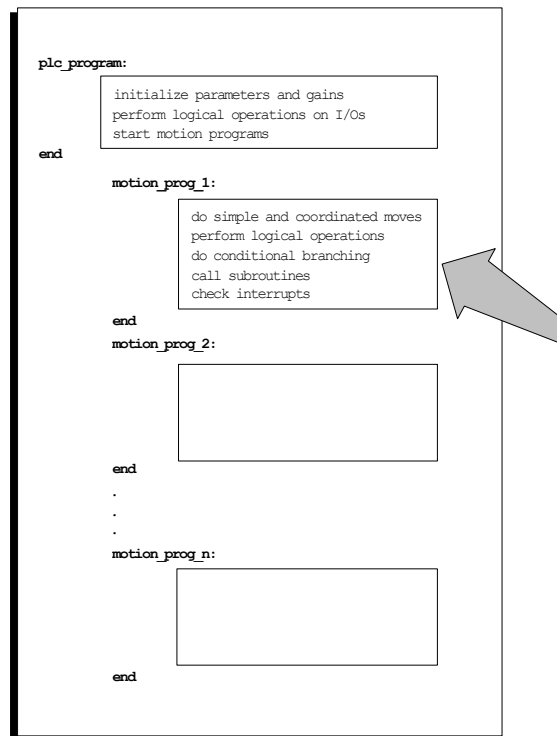 plc_program:
initialize parameters and gains
perform logical operations on I/Os
start motion programs
end
motion_prog_1:
do simple and coordinated moves
perform logical operations
do conditional branching
call subroutines
check interrupts
end
motion_prog_2:
end
.
.
.
motion_prog_n:
end